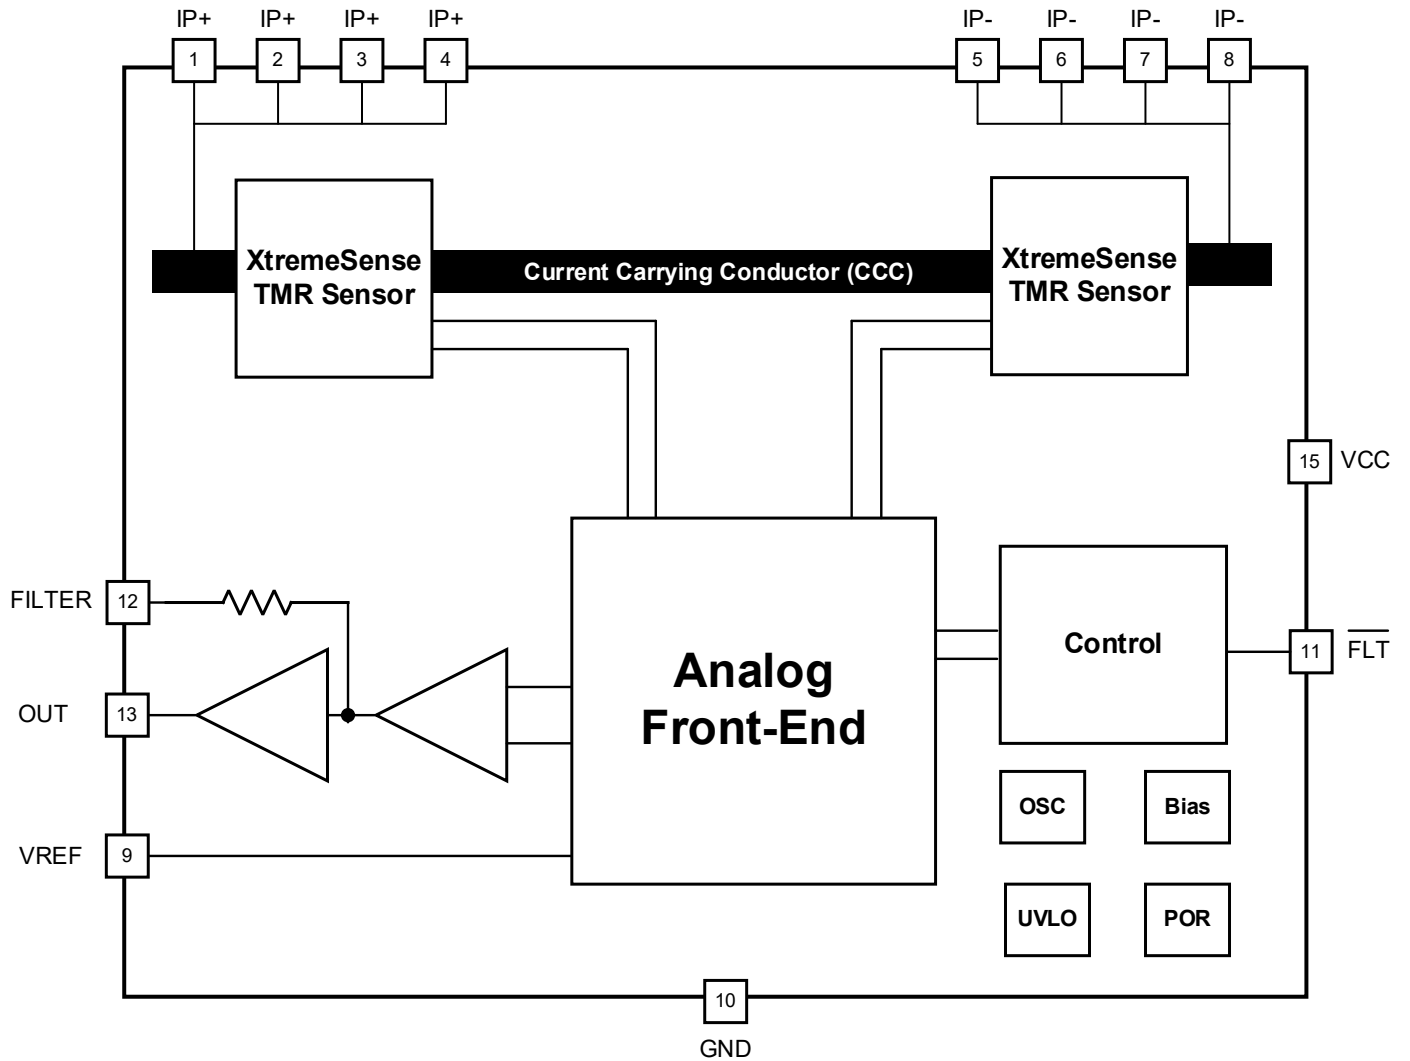 IP+ IP+ IP+ IP+ IP- IP- IP- IP-
1 2 3 4 5 6 7 8
XtremeSense
TMR Sensor
Current Carrying Conductor (CCC)
XtremeSense
TMR Sensor
15 VCC
FILTER 12
Control
11 FLT
Analog
Front-End
OUT 13
OSC Bias
VREF 9
UVLO POR
10
GND